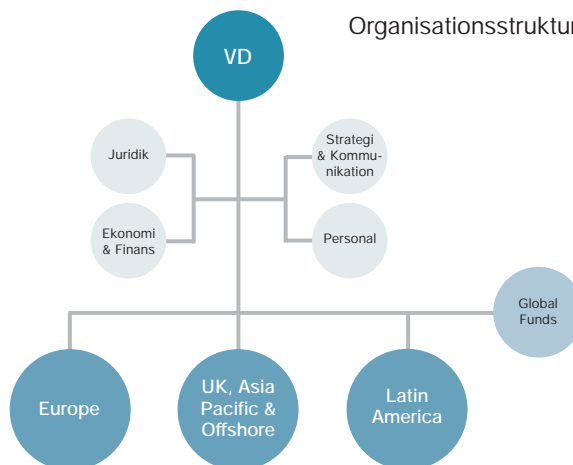 Organisationsstruktur
VD
Juridik
Strategi
& Kommu-
nikation
Ekonomi
& Finans
Personal
Global
Funds
Europe
UK, Asia
Pacific &
Offshore
Latin
America